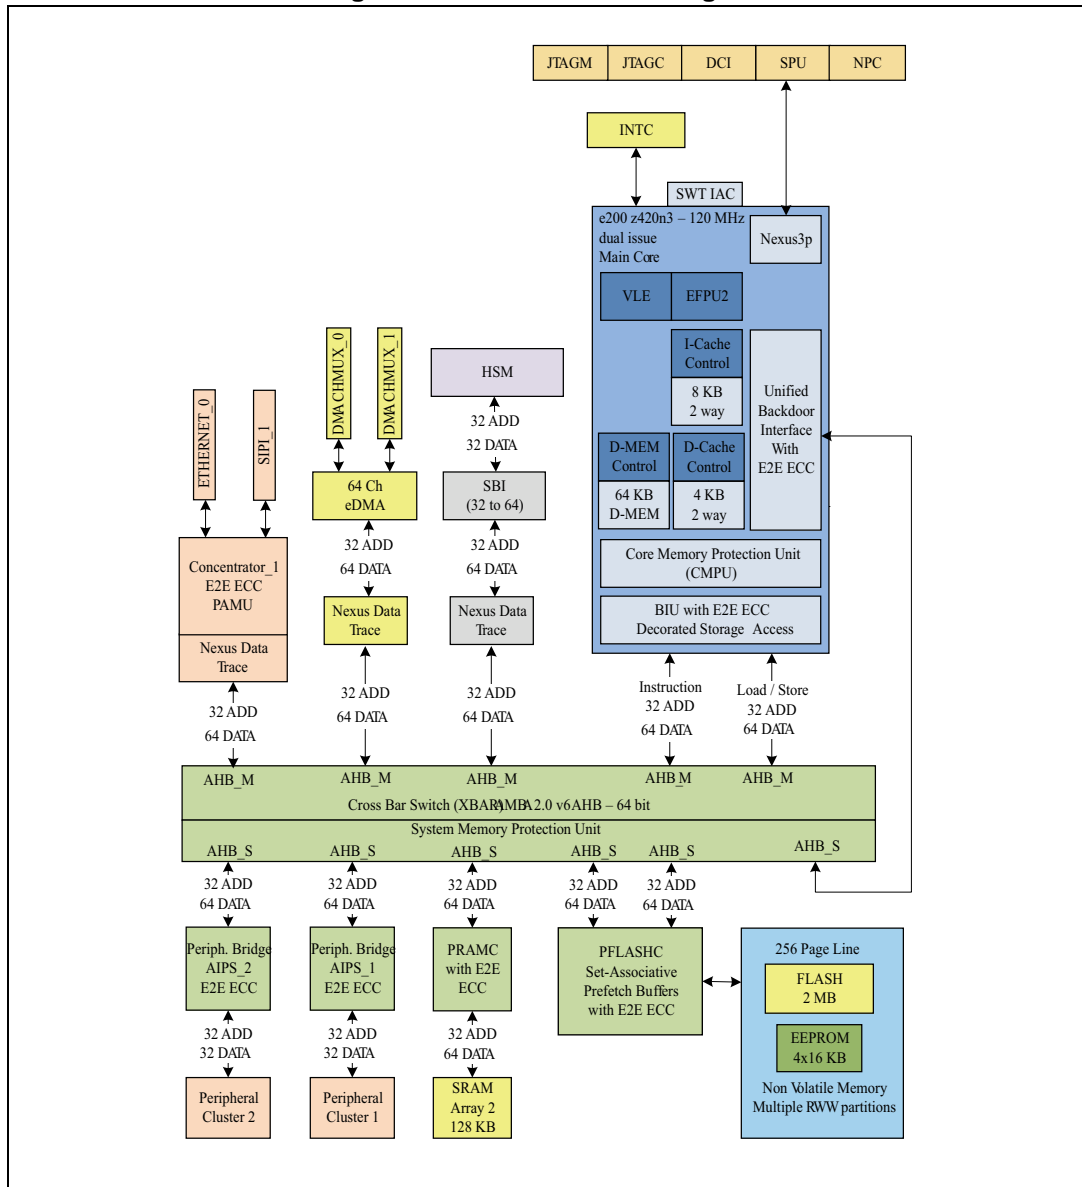 JTAGM JTAGC DCI SPU NPC
INTC
SWT IAC
e200 z420n3 – 120 MHz
dual issue
Main Core
Nexus3p
VLE EFPU2
I-Cache
Control
8 KB
2 way
Unified
Backdoor
Interface
With
E2E ECC
D-MEM
Control
64 KB
D-MEM
D-Cache
Control
4 KB
2 way
Core Memory Protection Unit
(CMPU)
BIU with E2E ECC
Decorated Storage Access
ETHERNET_0
SIPI_1
DMACHMUX_0
DMACHMUX_1
HSM
32 ADD
32 DATA
64 Ch
eDMA
SBI
(32 to 64)
32 ADD
64 DATA
32 ADD
64 DATA
Concentrator_1
E2E ECC
PAMU
Nexus Data
Trace
Nexus Data
Trace
Nexus Data
Trace
32 ADD
64 DATA
32 ADD
64 DATA
32 ADD
64 DATA
Instruction
32 ADD
64 DATA
Load / Store
32 ADD
64 DATA
AHB_M AHB_M AHB_M AHB_M AHB_M
Cross Bar Switch (XBAR) AMBA 2.0 v6 AHB – 64 bit
System Memory Protection Unit
AHB_S AHB_S AHB_S AHB_S AHB_S AHB_S
32 ADD
64 DATA
32 ADD
64 DATA
32 ADD
64 DATA
32 ADD
64 DATA
32 ADD
64 DATA
Periph. Bridge
AIPS_2
E2E ECC
Periph. Bridge
AIPS_1
E2E ECC
PRAMC
with E2E
ECC
PFLASHC
Set-Associative
Prefetch Buffers
with E2E ECC
256 Page Line
FLASH
2 MB
EEPROM
4x16 KB
Non Volatile Memory
Multiple RWW partitions
32 ADD
32 DATA
32 ADD
32 DATA
32 ADD
64 DATA
Peripheral
Cluster 2
Peripheral
Cluster 1
SRAM
Array 2
128 KB